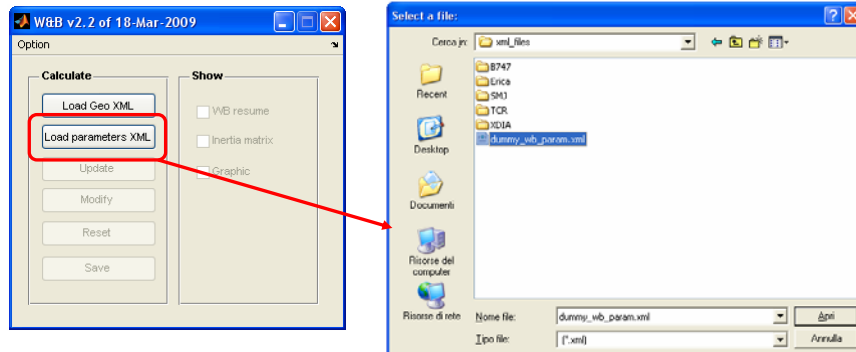 W&B v2.2 of 18-Mar-2009
Option
Calculate
Load Geo XML
Load parameters XML
Update
Modify
Reset
Save
Show
WB resume
Inertia matrix
Graphic
Select a file:
Cerca in:
xml_files
Recent
Desktop
Documenti
Risorse del
computer
Risorse di rete
B747
Erica
SMJ
TCR
XDIA
dummy_wb_param.xml
Nome file:
dummy_wb_param.xml
Apri
Tipo file:
(*.xml)
Annulla